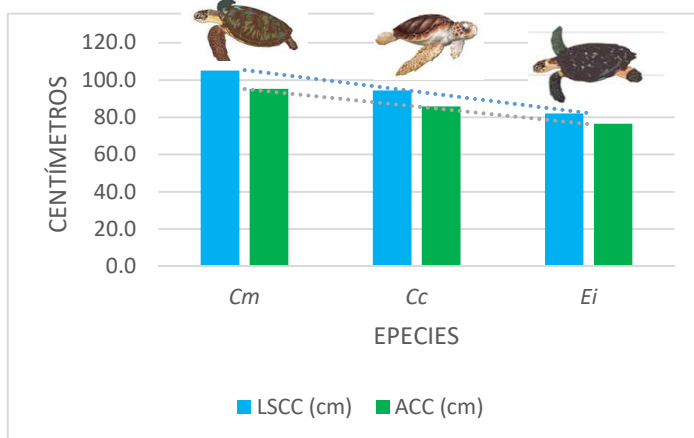 120.0
100.0
80.0
60.0
40.0
20.0
0.0
CENTÍMETROS
Cm
Cc
Ei
EPECIES
LSCC (cm) ACC (cm)